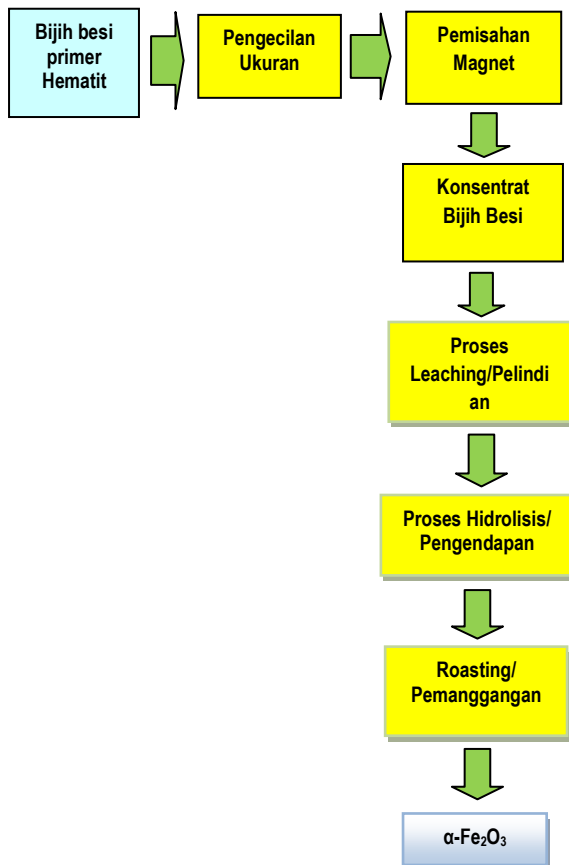 Bijih besi
primer
Hematit
Pengecilan
Ukuran
Pemisahan
Magnet
Konsentrat
Bijih Besi
Proses
Leaching/Pelindi
an
Proses Hidrolisis/
Pengendapan
Roasting/
Pemanggangan
α-Fe₂O₃